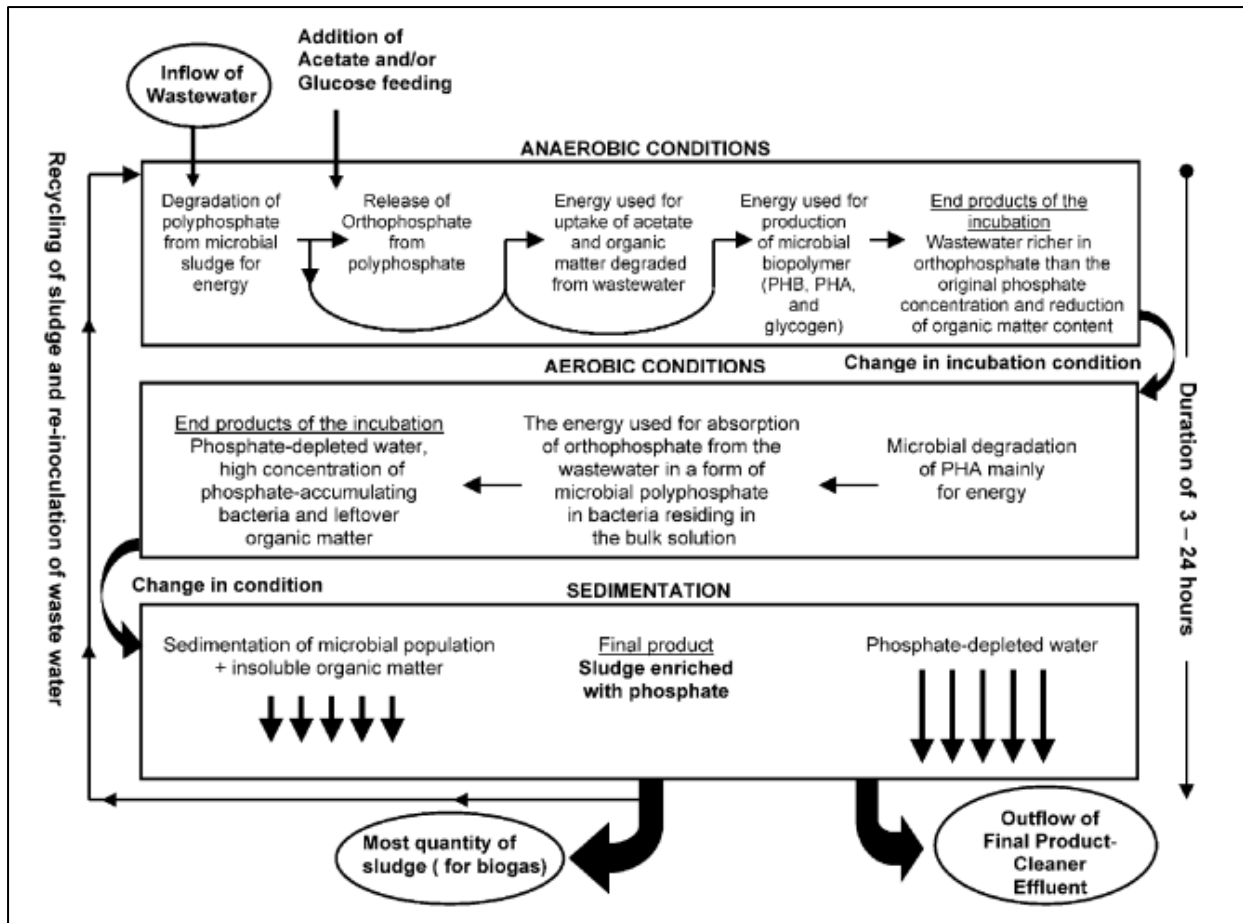 Inflow of
Wastewater
Addition of
Acetate and/or
Glucose feeding
Recycling of sludge and re-inoculation of waste water
ANAEROBIC CONDITIONS
Degradation of
polyphosphate
from microbial
sludge for
energy
Release of
Orthophosphate
from
polyphosphate
Energy used for
uptake of acetate
and organic
matter degraded
from wastewater
Energy used for
production
of microbial
biopolymer
(PHB, PHA,
and
glycogen)
End products of the
incubation
Wastewater richer in
orthophosphate than the
original phosphate
concentration and reduction
of organic matter content
Change in incubation condition
Duration of 3 – 24 hours
AEROBIC CONDITIONS
End products of the incubation
Phosphate-depleted water,
high concentration of
phosphate-accumulating
bacteria and leftover
organic matter
The energy used for absorption
of orthophosphate from the
wastewater in a form of
microbial polyphosphate
in bacteria residing in
the bulk solution
Microbial degradation
of PHA mainly
for energy
Change in condition
SEDIMENTATION
Sedimentation of microbial population
+ insoluble organic matter
Final product
Sludge enriched
with phosphate
Phosphate-depleted water
Most quantity of
sludge ( for biogas)
Outflow of
Final Product-
Cleaner
Effluent